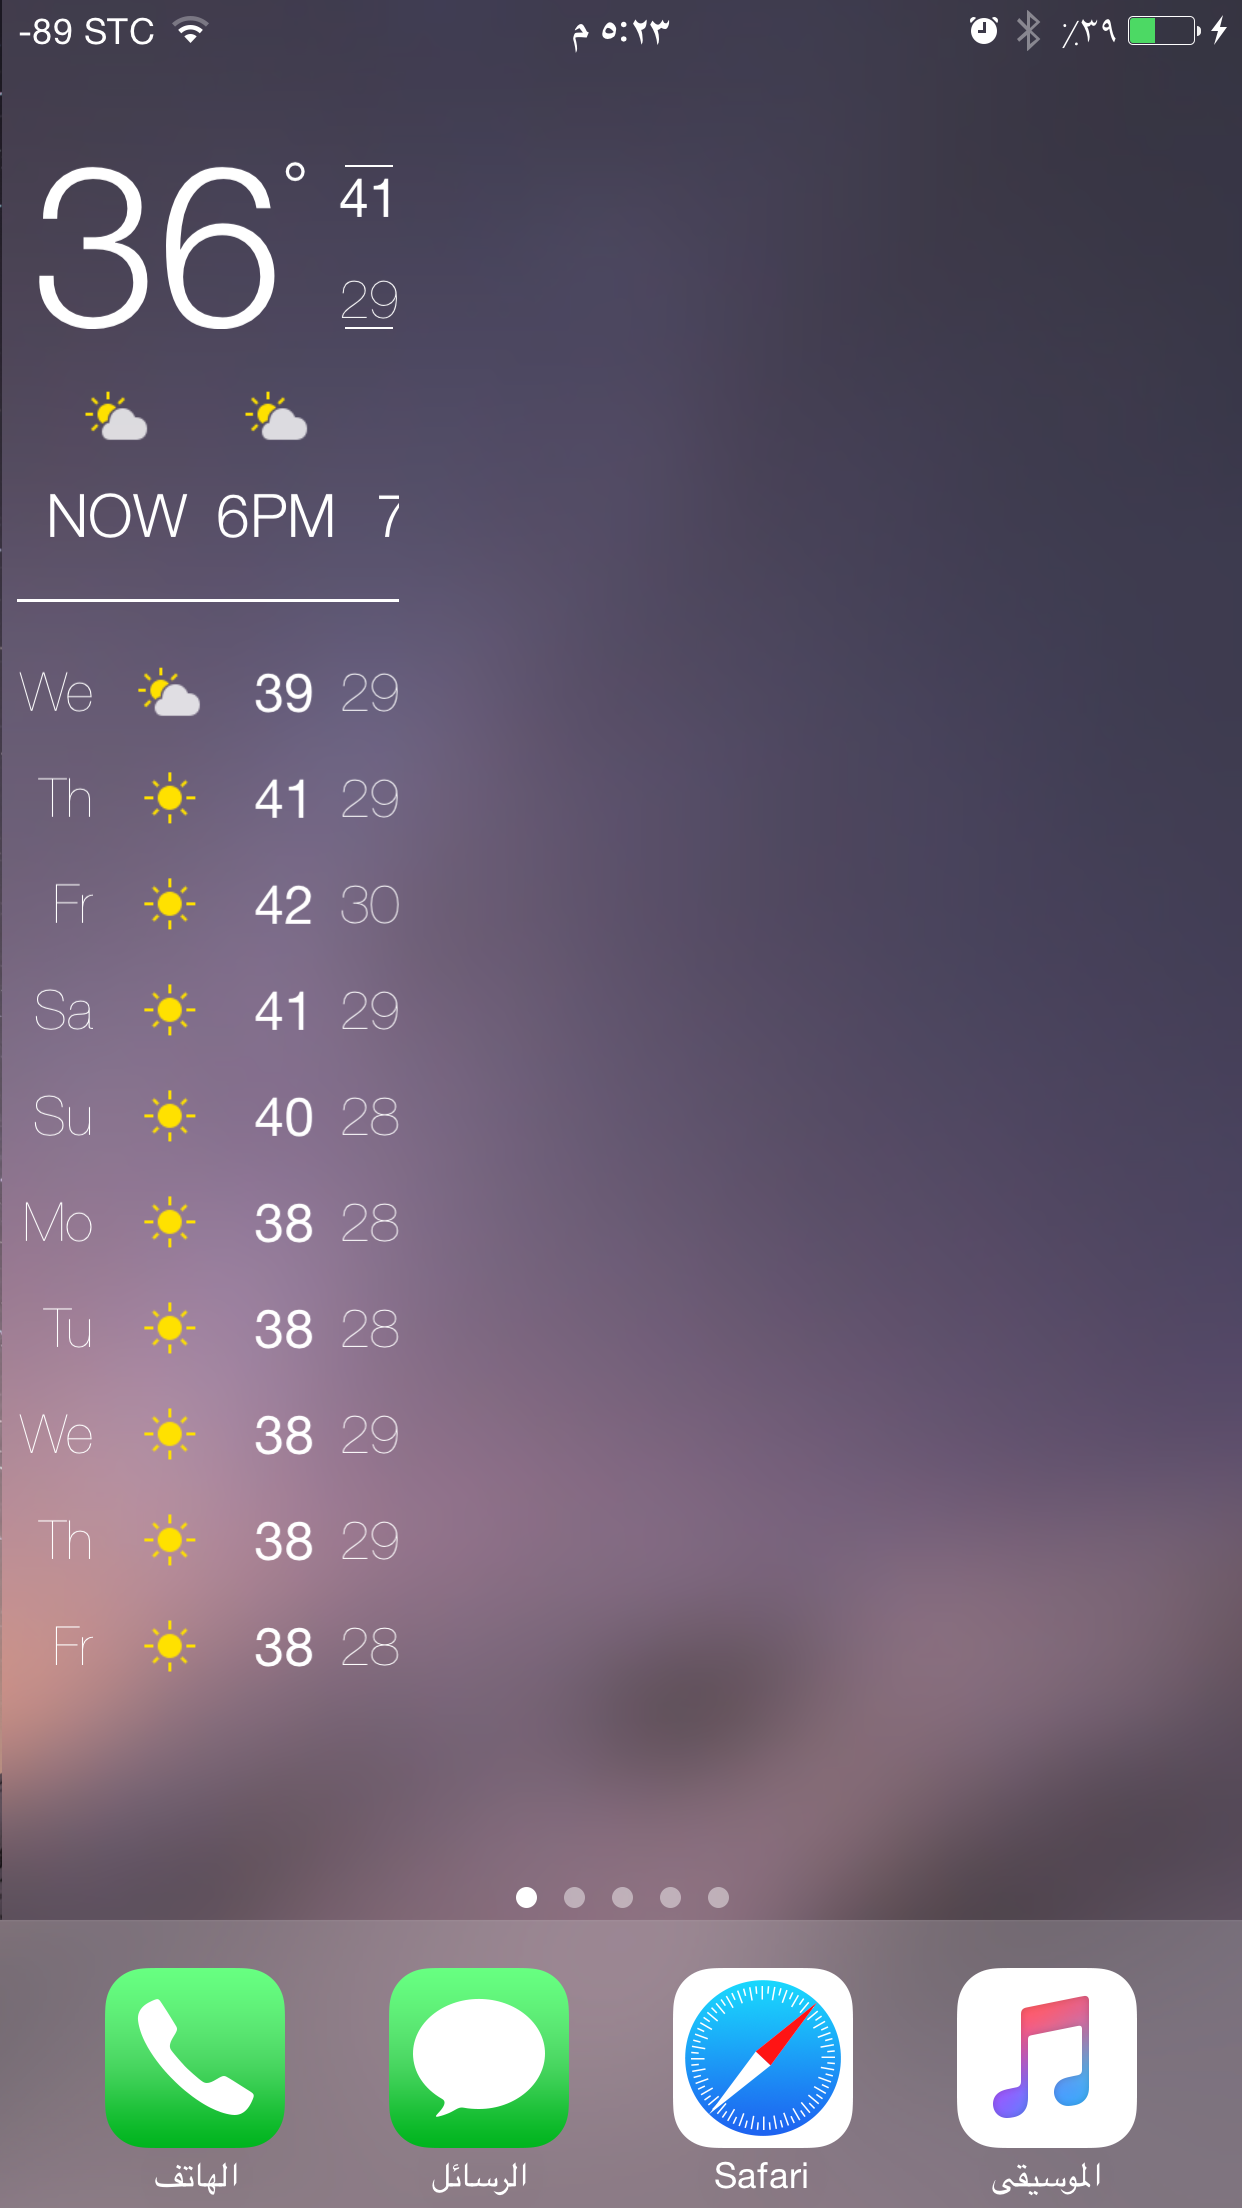 -89 STC ٥:٢٣ م ٪٣٩
36° 41
29
NOW 6PM 7
We 39 29
Th 41 29
Fr 42 30
Sa 41 29
Su 40 28
Mo 38 28
Tu 38 28
We 38 29
Th 38 29
Fr 38 28
الهاتف الرسائل Safari الموسيقى